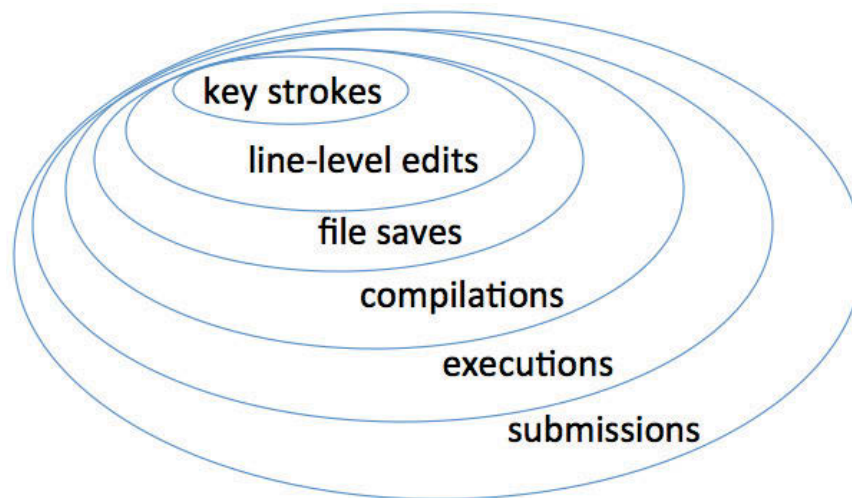 key strokes
line-level edits
file saves
compilations
executions
submissions